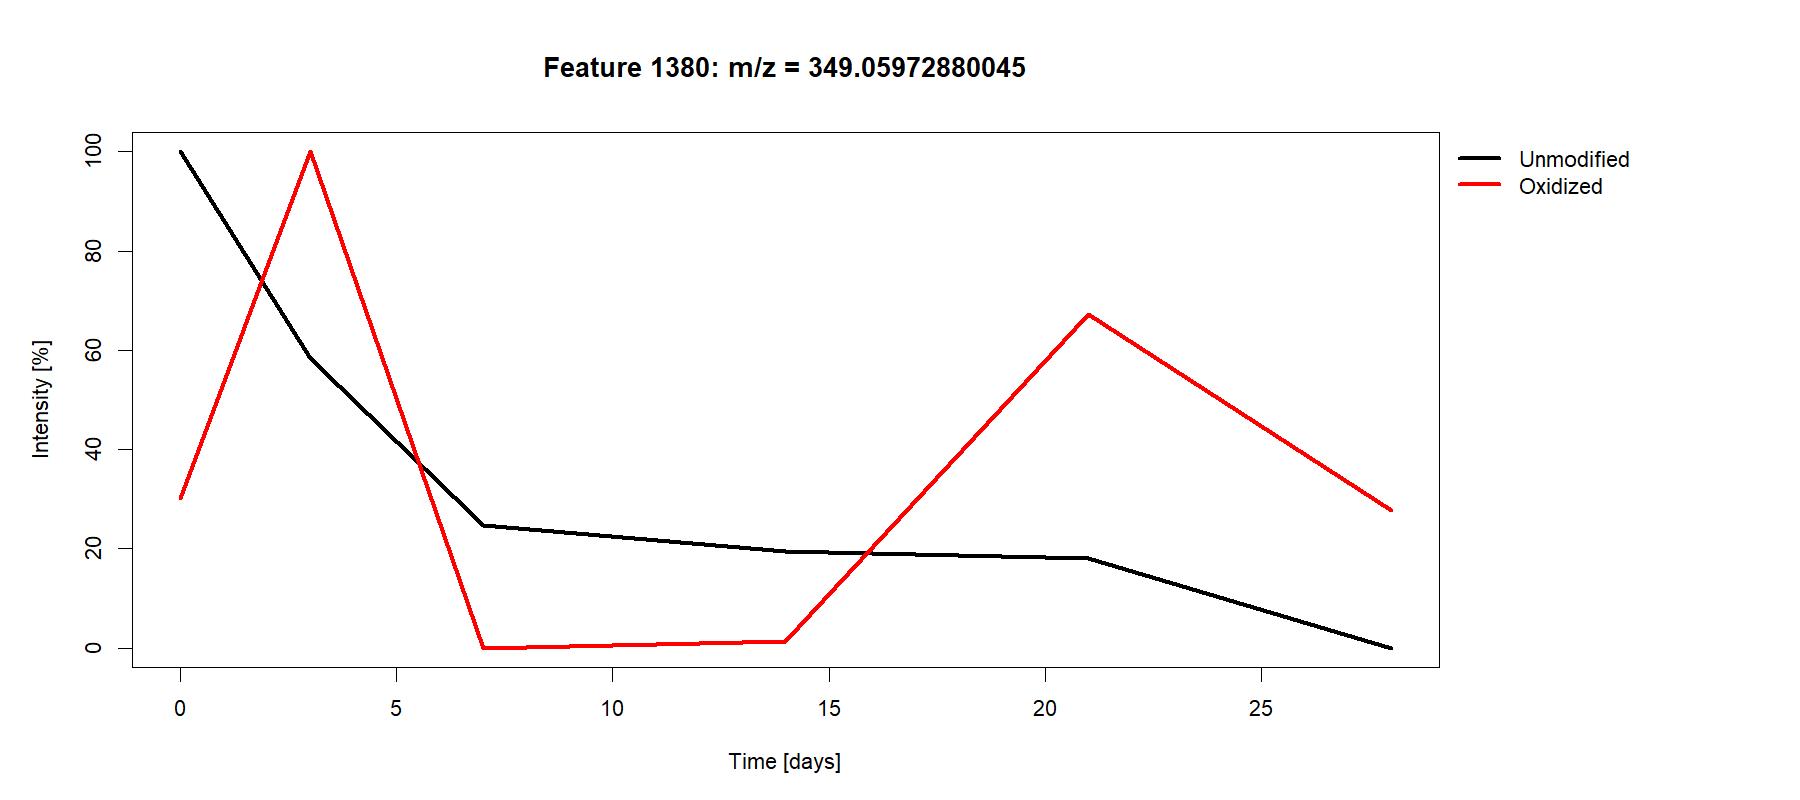 Feature 1380: m/z = 349.05972880045
Unmodified
Oxidized
Intensity [%]
100
80
60
40
20
0
0 5 10 15 20 25
Time [days]